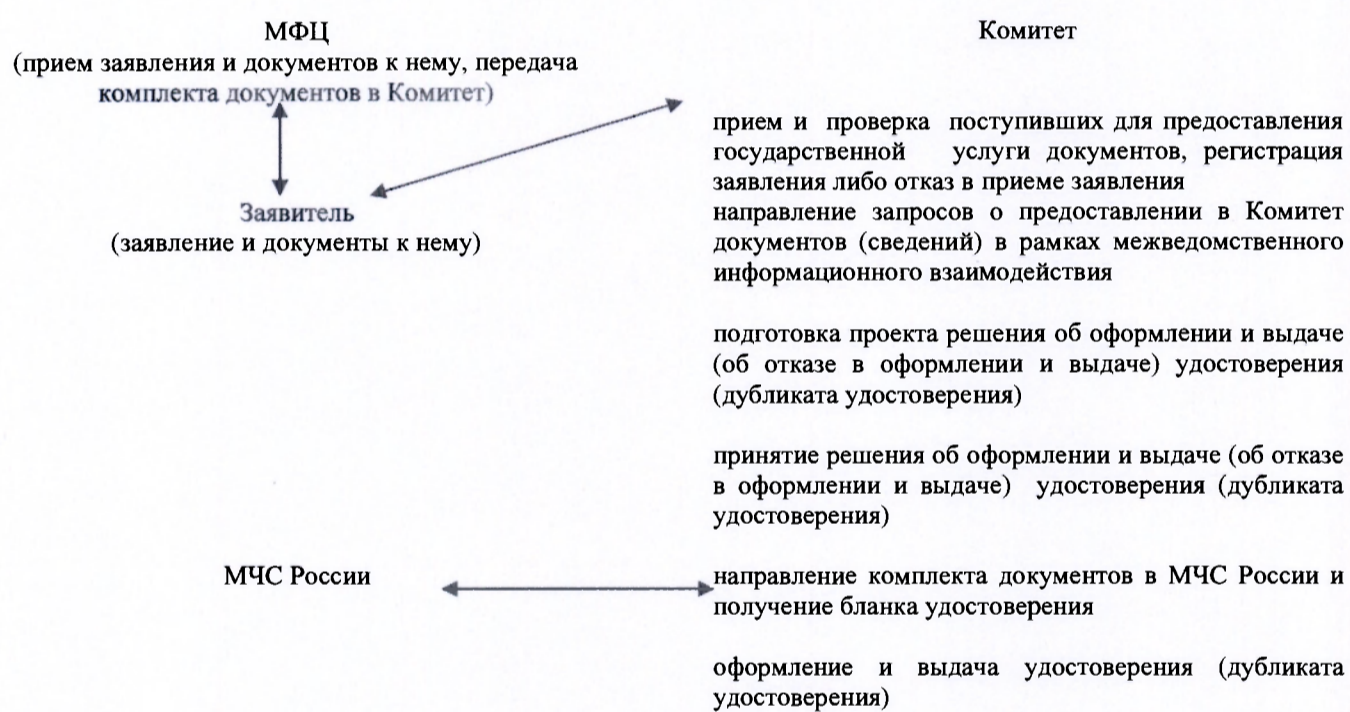 МФЦ
(прием заявления и документов к нему, передача
комплекта документов в Комитет)
Заявитель
(заявление и документы к нему)
МЧС России
Комитет
прием и проверка поступивших для предоставления
государственной услуги документов, регистрация
заявления либо отказ в приеме заявления
направление запросов о предоставлении в Комитет
документов (сведений) в рамках межведомственного
информационного взаимодействия
подготовка проекта решения об оформлении и выдаче
(об отказе в оформлении и выдаче) удостоверения
(дубликата удостоверения)
принятие решения об оформлении и выдаче (об отказе
в оформлении и выдаче) удостоверения (дубликата
удостоверения)
направление комплекта документов в МЧС России и
получение бланка удостоверения
оформление и выдача удостоверения (дубликата
удостоверения)